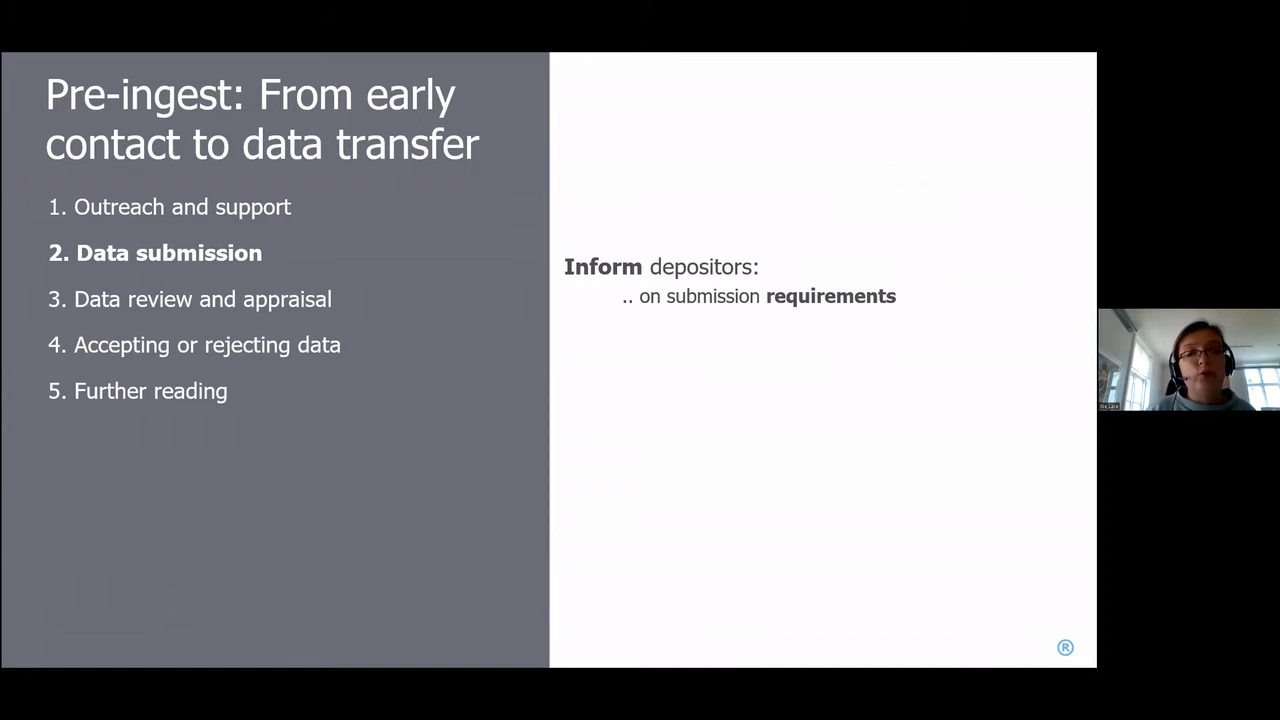 Pre-ingest: From early
contact to data transfer
1. Outreach and support
2. Data submission
3. Data review and appraisal
4. Accepting or rejecting data
5. Further reading
Inform depositors:
.. on submission requirements
®